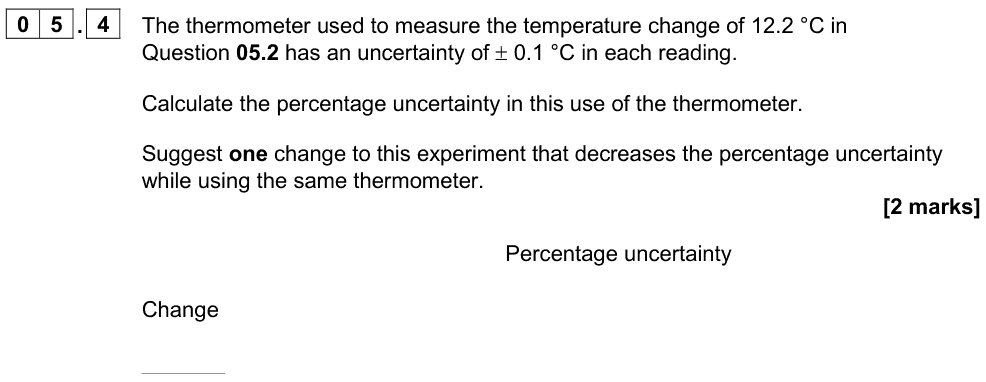 0 5 . 4 The thermometer used to measure the temperature change of 12.2 °C in
Question 05.2 has an uncertainty of ± 0.1 °C in each reading.
Calculate the percentage uncertainty in this use of the thermometer.
Suggest one change to this experiment that decreases the percentage uncertainty
while using the same thermometer.
[2 marks]
Percentage uncertainty
Change